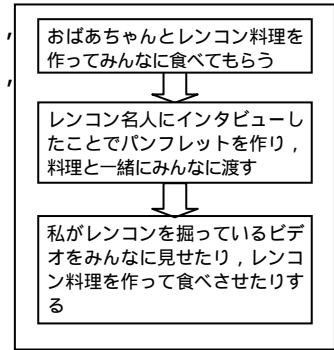 ,
,
おばあちゃんとレンコン料理を
作ってみんなに食べてもらう
レンコン名人にインタビューし
たことでパンフレットを作り，
料理と一緒にみんなに渡す
私がレンコンを掘っているビデ
オをみんなに見せたり，レンコ
ン料理を作って食べさせたりす
る